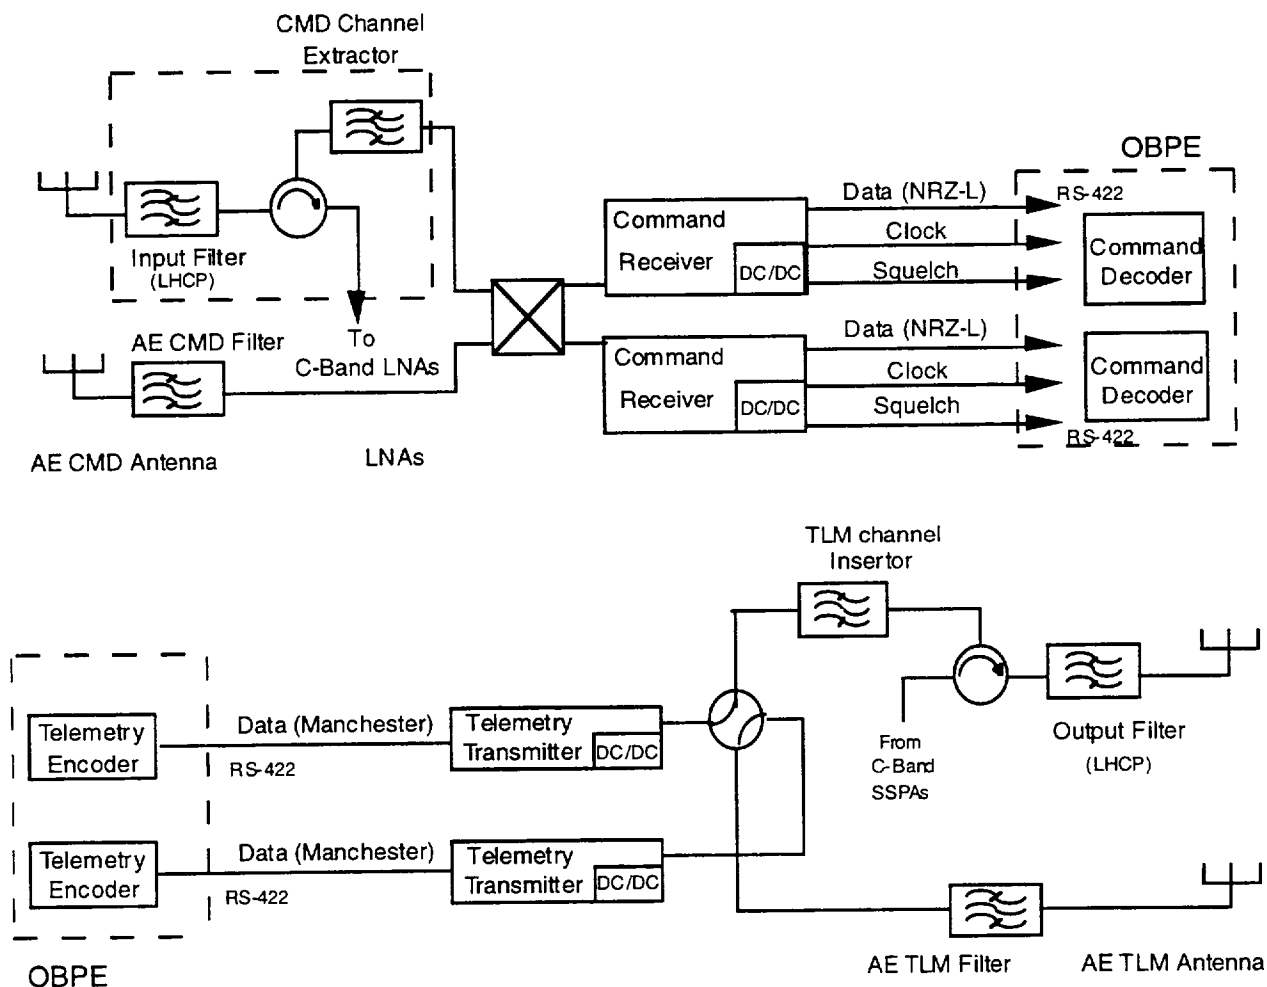 CMD Channel
Extractor
Input Filter
(LHCP)
To
C-Band LNAs
AE CMD Filter
AE CMD Antenna
LNAs
Command
Receiver
DC/DC
Data (NRZ-L)
Clock
Squelch
OBPE
RS-422
Command
Decoder
Command
Receiver
DC/DC
Data (NRZ-L)
Clock
Squelch
Command
Decoder
RS-422
TLM channel
Insertor
Telemetry
Encoder
Data (Manchester)
RS-422
Telemetry
Transmitter
DC/DC
From
C-Band
SSPAs
Output Filter
(LHCP)
Telemetry
Encoder
Data (Manchester)
RS-422
Telemetry
Transmitter
DC/DC
AE TLM Filter
AE TLM Antenna
OBPE